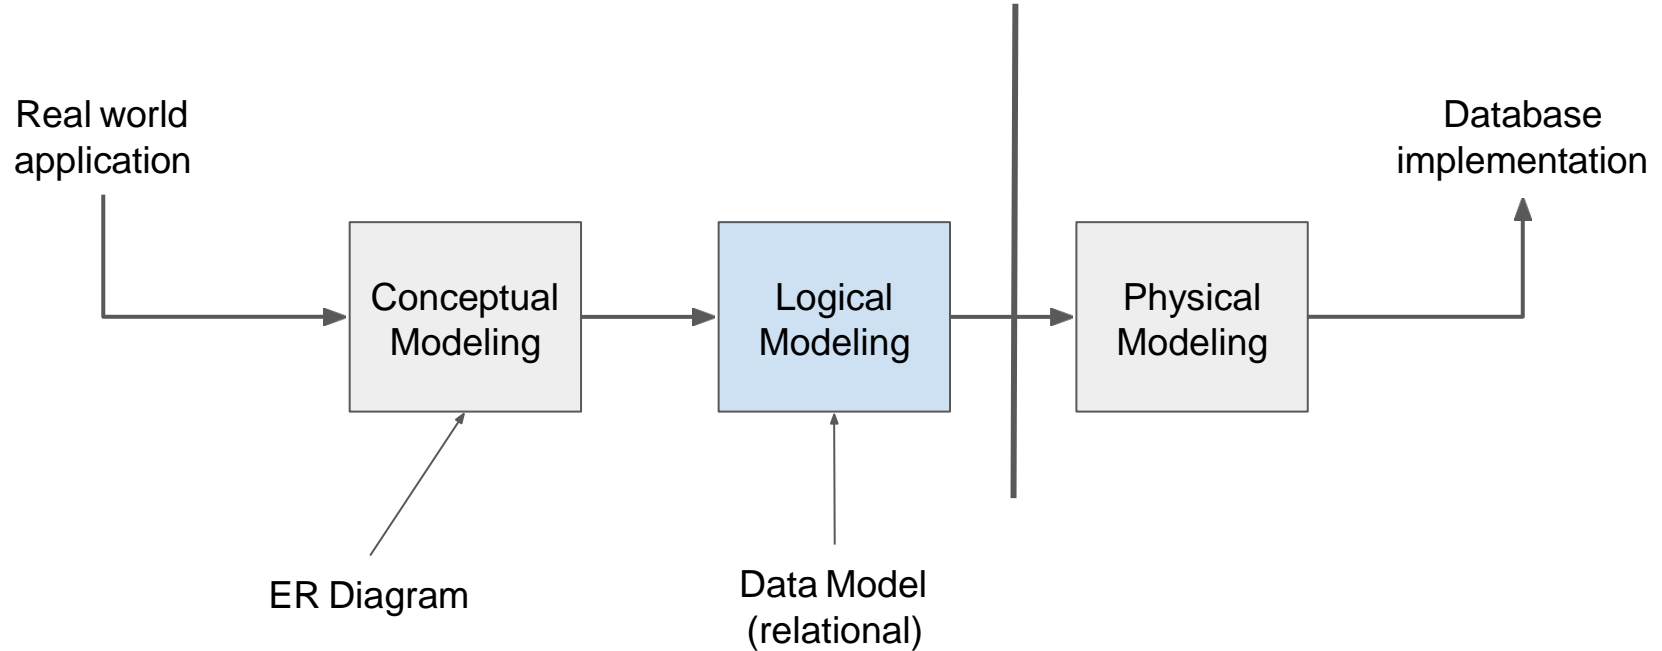 Real world
application
Database
implementation
Conceptual
Modeling
Logical
Modeling
Physical
Modeling
ER Diagram
Data Model
(relational)